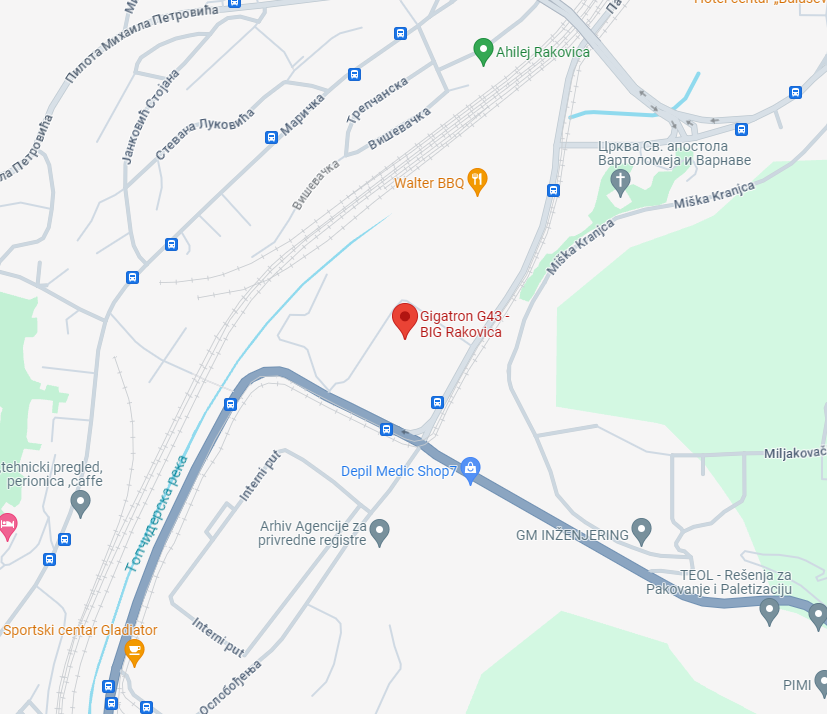 Hotel centar „Balašev
Пилота Михаила Петровића
Ahilej Rakovica
Јанковић Стојана
Стевана Луковића
Маричка
Трепчанска
Вишевачка
ла Петровића
Црква Св. апостола
Вартоломеја и Варнаве
Вишевачка
Walter BBQ
Miška Kranjca
Miška Kranjca
Gigatron G43 -
BIG Rakovica
Miljakovač
tehnicki pregled,
perionica ,caffe
Interni put
Depil Medic Shop7
Топчидерска река
Arhiv Agencije za
privredne registre
GM INŽENJERING
TEOL - Rešenja za
Pakovanje i Paletizaciju
Sportski centar Gladiator
Interni put
Ослобођења
PIMI